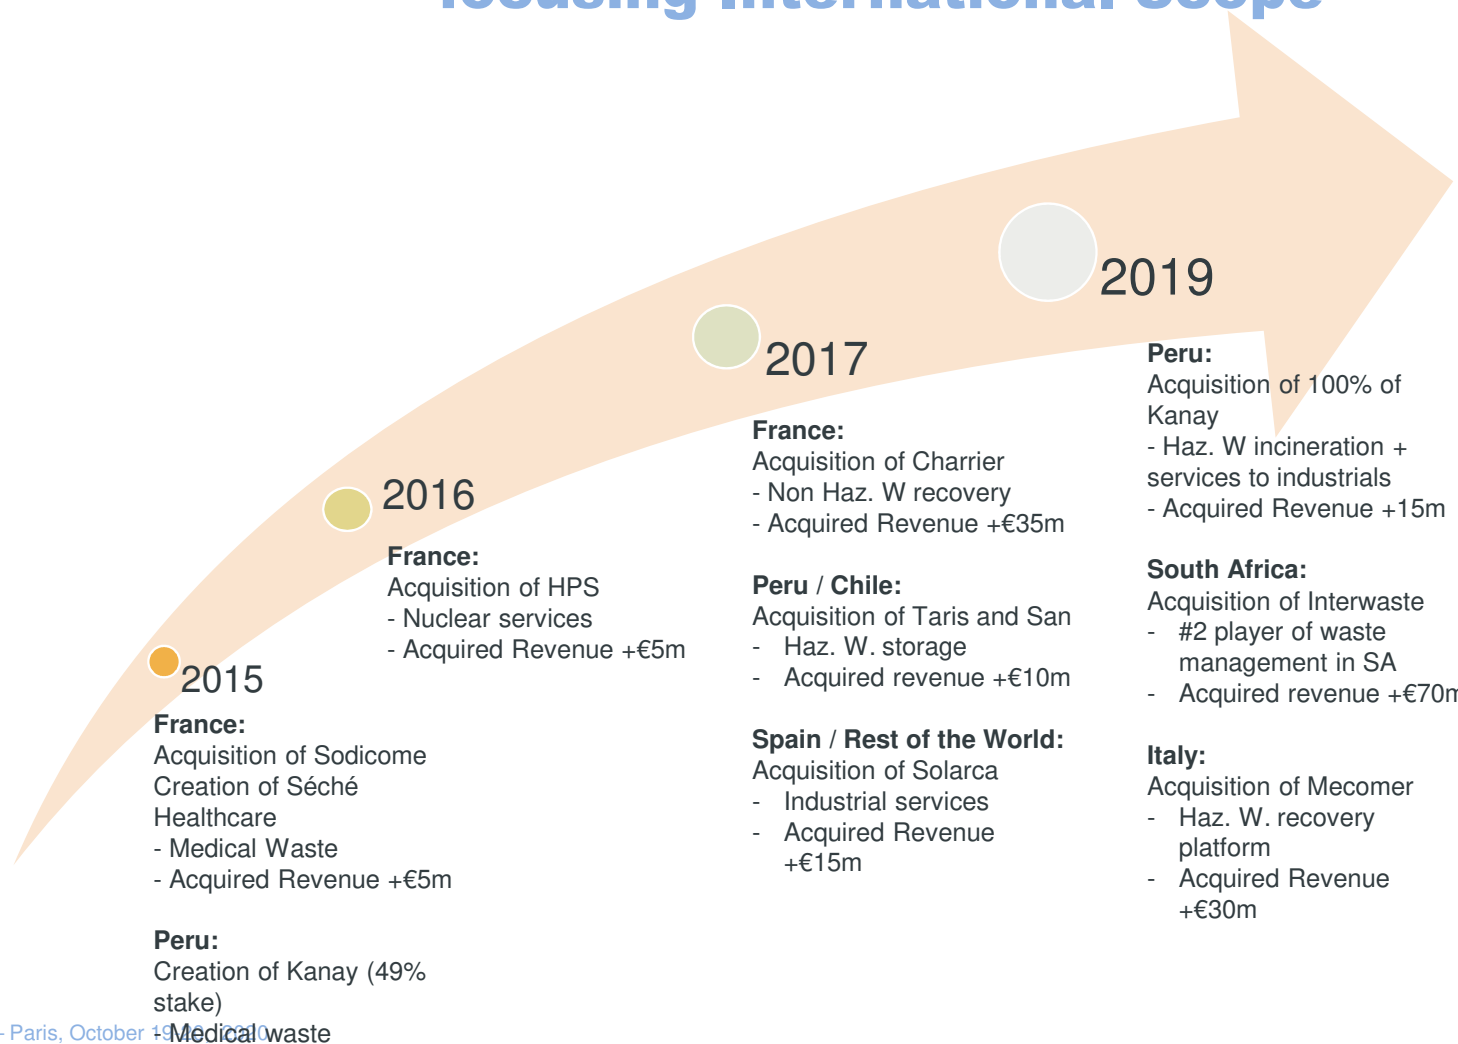 focusing International Scope
2015
France:
Acquisition of Sodicome
Creation of Séché
Healthcare
- Medical Waste
- Acquired Revenue +€5m
Peru:
Creation of Kanay (49%
stake)
- Medical waste
2016
France:
Acquisition of HPS
- Nuclear services
- Acquired Revenue +€5m
2017
France:
Acquisition of Charrier
- Non Haz. W recovery
- Acquired Revenue +€35m
Peru / Chile:
Acquisition of Taris and San
- Haz. W. storage
- Acquired revenue +€10m
Spain / Rest of the World:
Acquisition of Solarca
- Industrial services
- Acquired Revenue
+€15m
2019
Peru:
Acquisition of 100% of
Kanay
- Haz. W incineration +
services to industrials
- Acquired Revenue +15m
South Africa:
Acquisition of Interwaste
- #2 player of waste
management in SA
- Acquired revenue +€70m
Italy:
Acquisition of Mecomer
- Haz. W. recovery
platform
- Acquired Revenue
+€30m
- Paris, October 2020